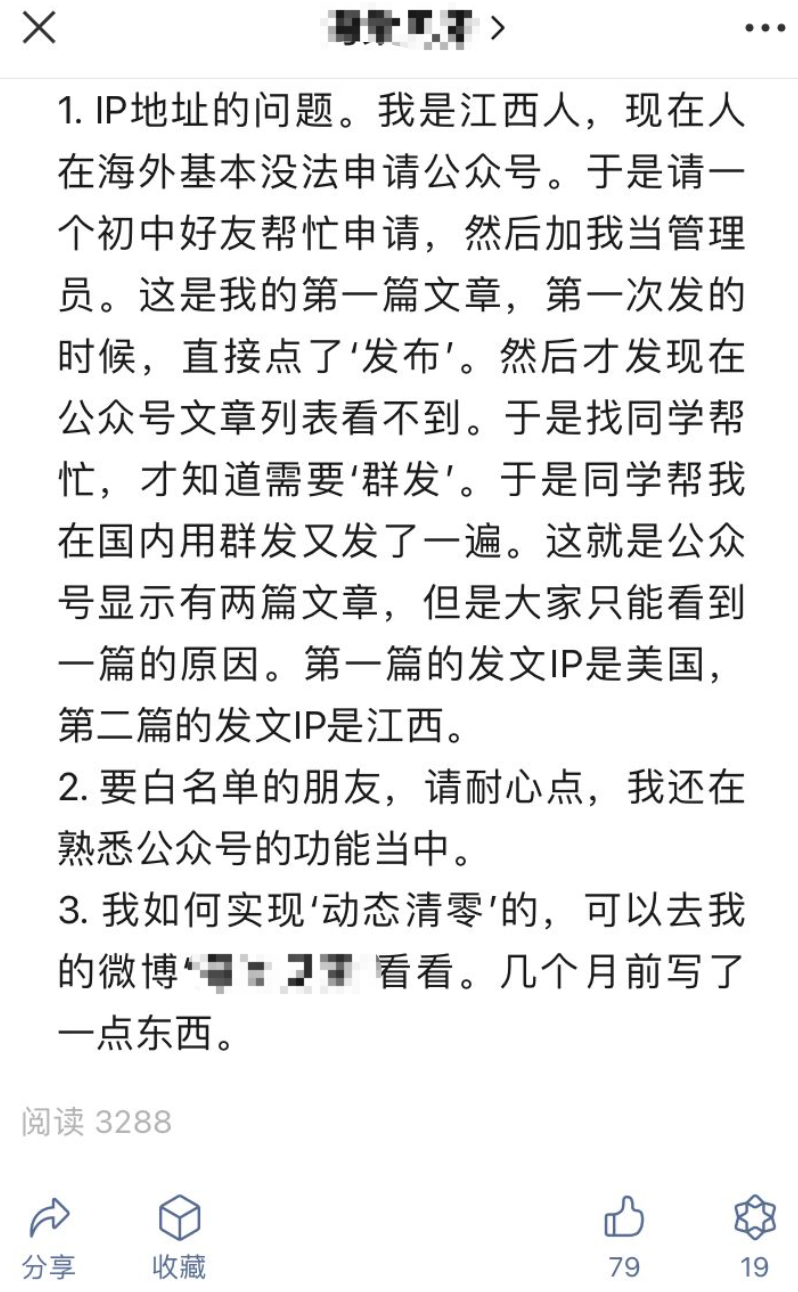 1. IP地址的问题。我是江西人，现在人
在海外基本没法申请公众号。于是请一
个初中好友帮忙申请，然后加我当管理
员。这是我的第一篇文章，第一次发的
时候，直接点了‘发布’。然后才发现在
公众号文章列表看不到。于是找同学帮
忙，才知道需要‘群发’。于是同学帮我
在国内用群发又发了一遍。这就是公众
号显示有两篇文章，但是大家只能看到
一篇的原因。第一篇的发文IP是美国，
第二篇的发文IP是江西。
2. 要白名单的朋友，请耐心点，我还在
熟悉公众号的功能当中。
3. 我如何实现‘动态清零’的，可以去我
的微博‘ ’看看。几个月前写了
一点东西。
阅读 3288
分享 收藏 79 19